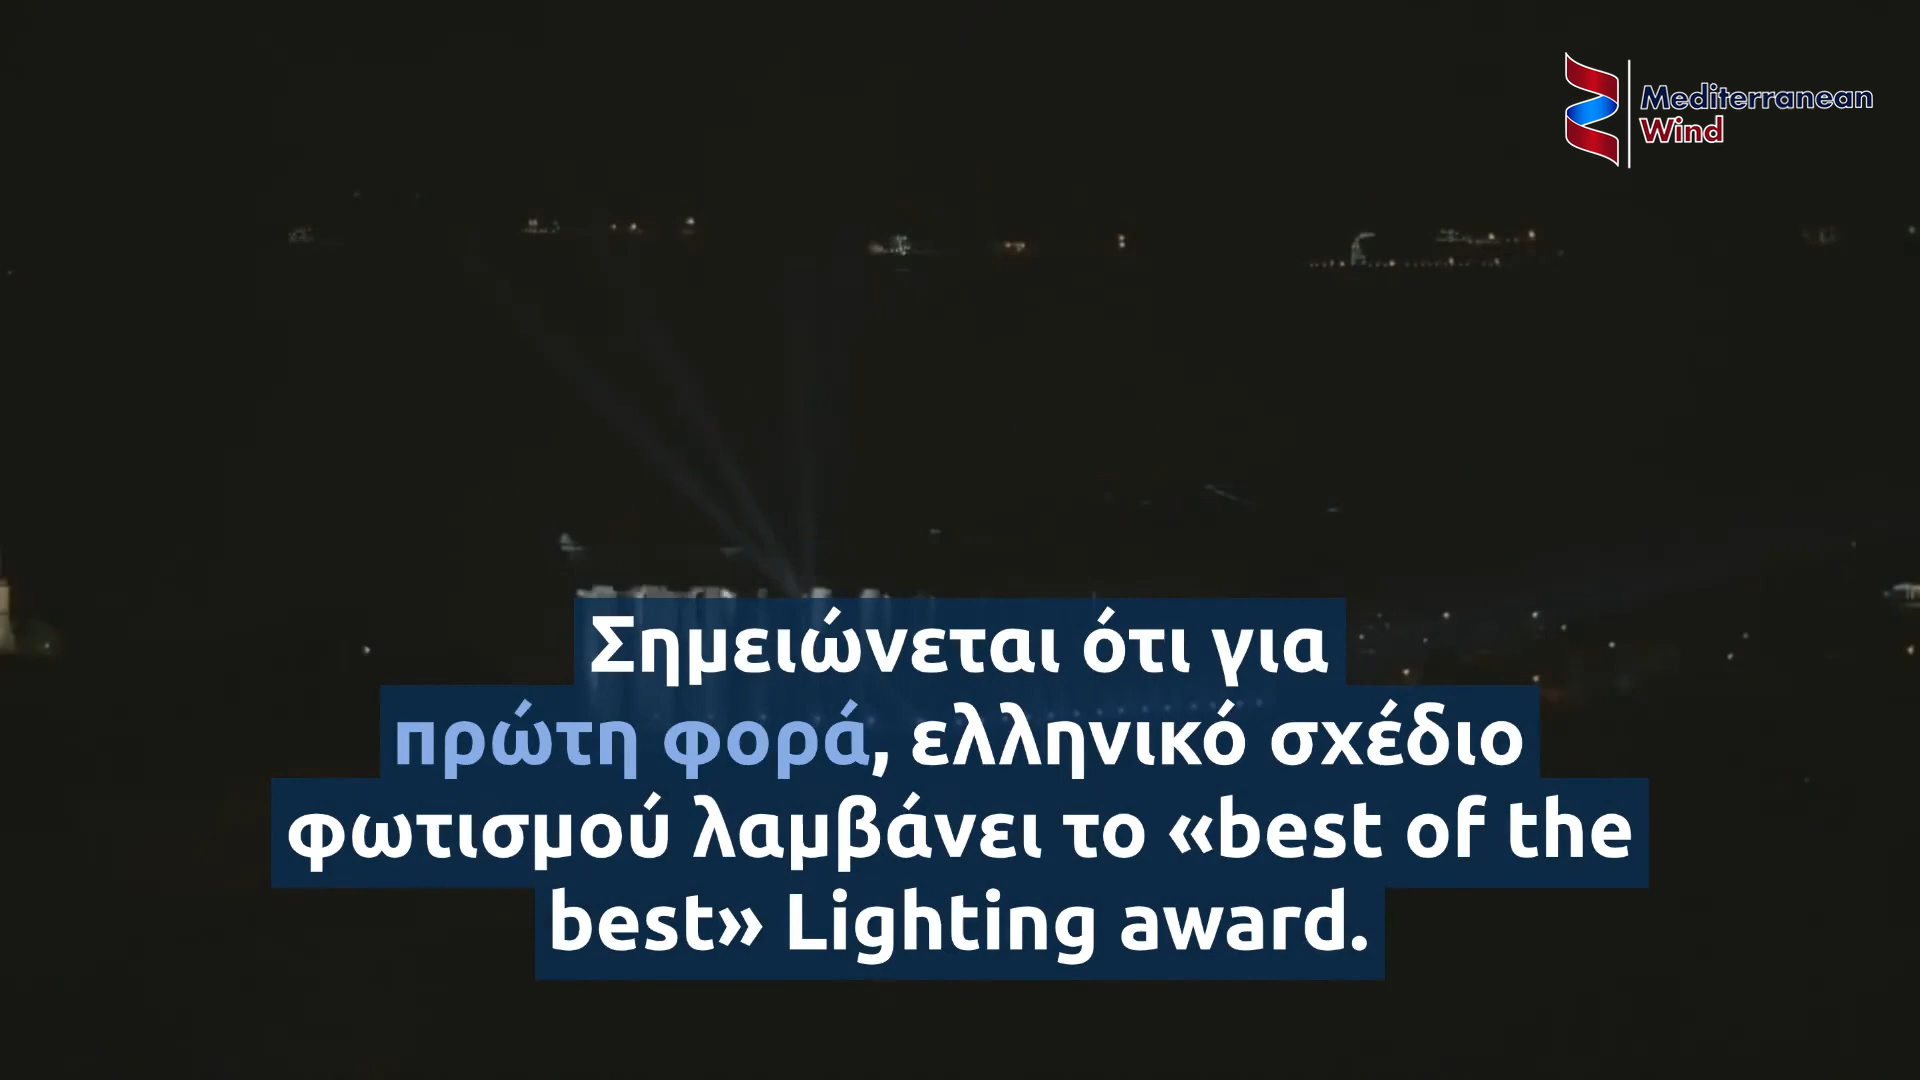 Mediterranean
Wind
Σημειώνεται ότι για
πρώτη φορά, ελληνικό σχέδιο
φωτισμού λαμβάνει το «best of the
best» Lighting award.